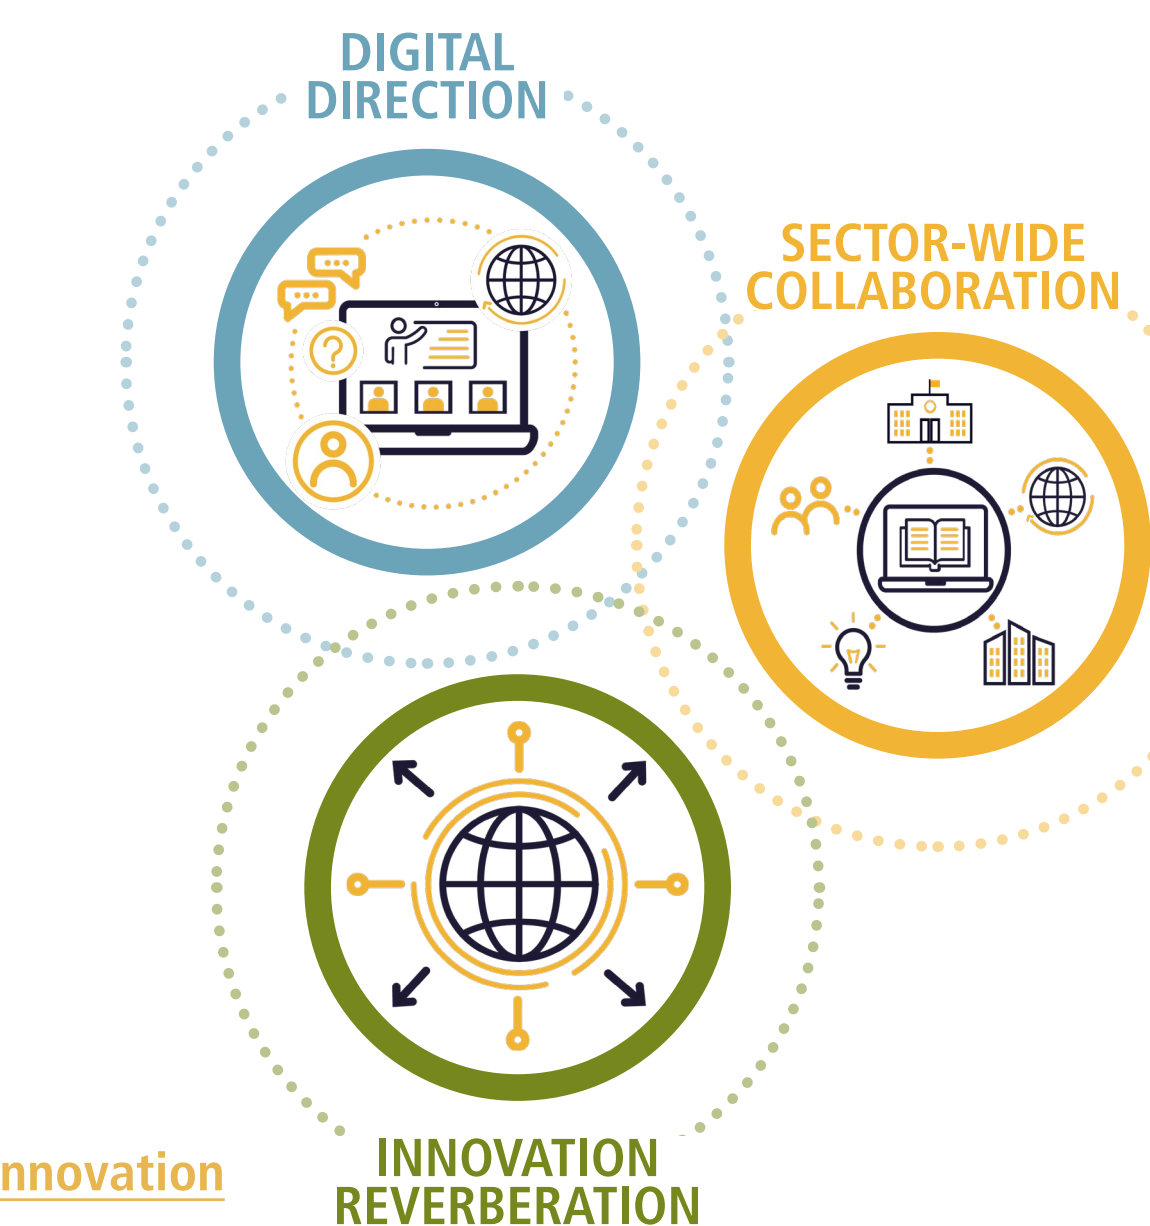 DIGITAL
DIRECTION
SECTOR-WIDE
COLLABORATION
INNOVATION
REVERBERATION
nnovation